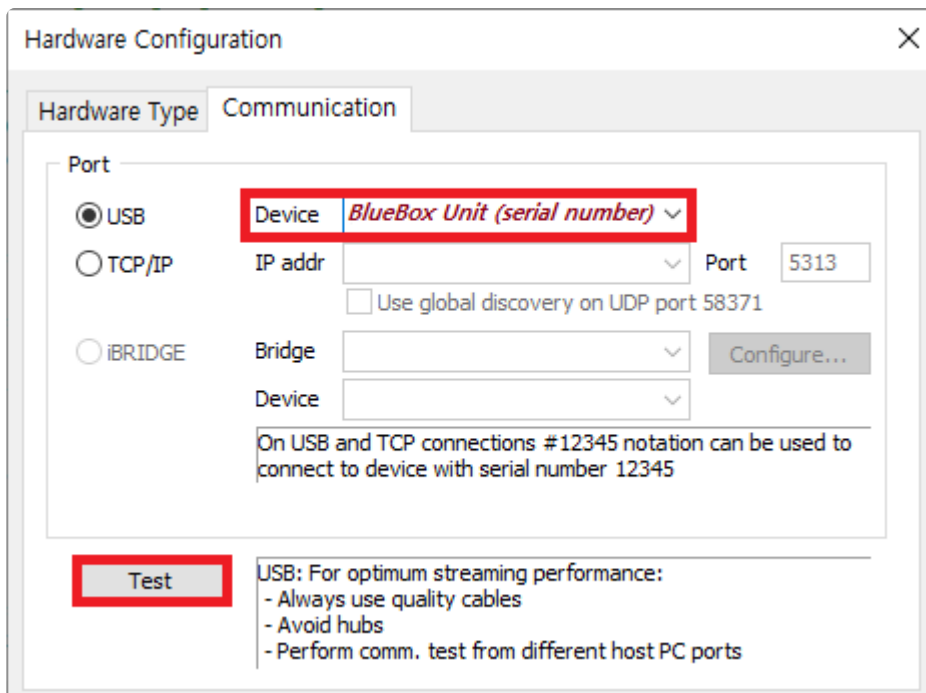 Hardware Configuration
Hardware Type
Communication
Port
USB
Device
BlueBox Unit (serial number)
TCP/IP
IP addr
Port
5313
Use global discovery on UDP port 58371
iBRIDGE
Bridge
Configure...
Device
On USB and TCP connections #12345 notation can be used to
connect to device with serial number 12345
Test
USB: For optimum streaming performance:
- Always use quality cables
- Avoid hubs
- Perform comm. test from different host PC ports